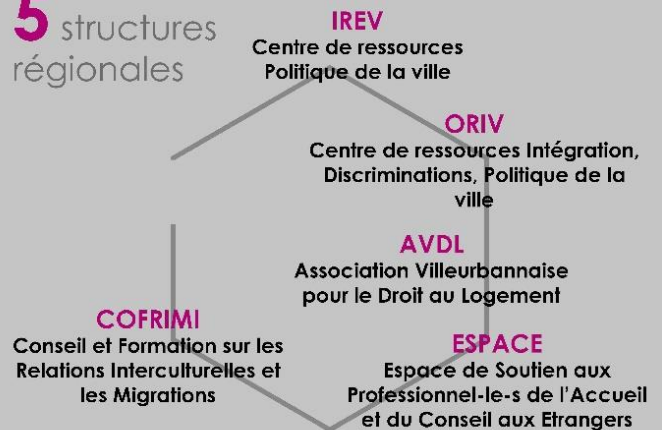 5 structures
régionales
IREV
Centre de ressources
Politique de la ville
ORIV
Centre de ressources Intégration,
Discriminations, Politique de la
ville
AVDL
Association Villeurbannaise
pour le Droit au Logement
COFRIMI
Conseil et Formation sur les
Relations Interculturelles et
les Migrations
ESPACE
Espace de Soutien aux
Professionnel-le-s de l'Accueil
et du Conseil aux Etrangers